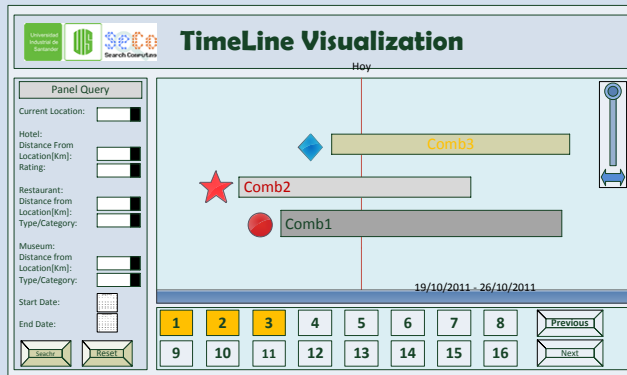 Universidad
Industrial de
Santander
UIS
SeCo
Search Computing
TimeLine Visualization
Hoy
Panel Query
Current Location:
Hotel:
Distance From
Location[Km]:
Rating:
Restaurant:
Distance from
Location[Km]:
Type/Category:
Museum:
Distance from
Location[Km]:
Type/Category:
Start Date:
End Date:
Seachr
Reset
Comb3
Comb2
Comb1
19/10/2011 - 26/10/2011
1 2 3 4 5 6 7 8 Previous
9 10 11 12 13 14 15 16 Next